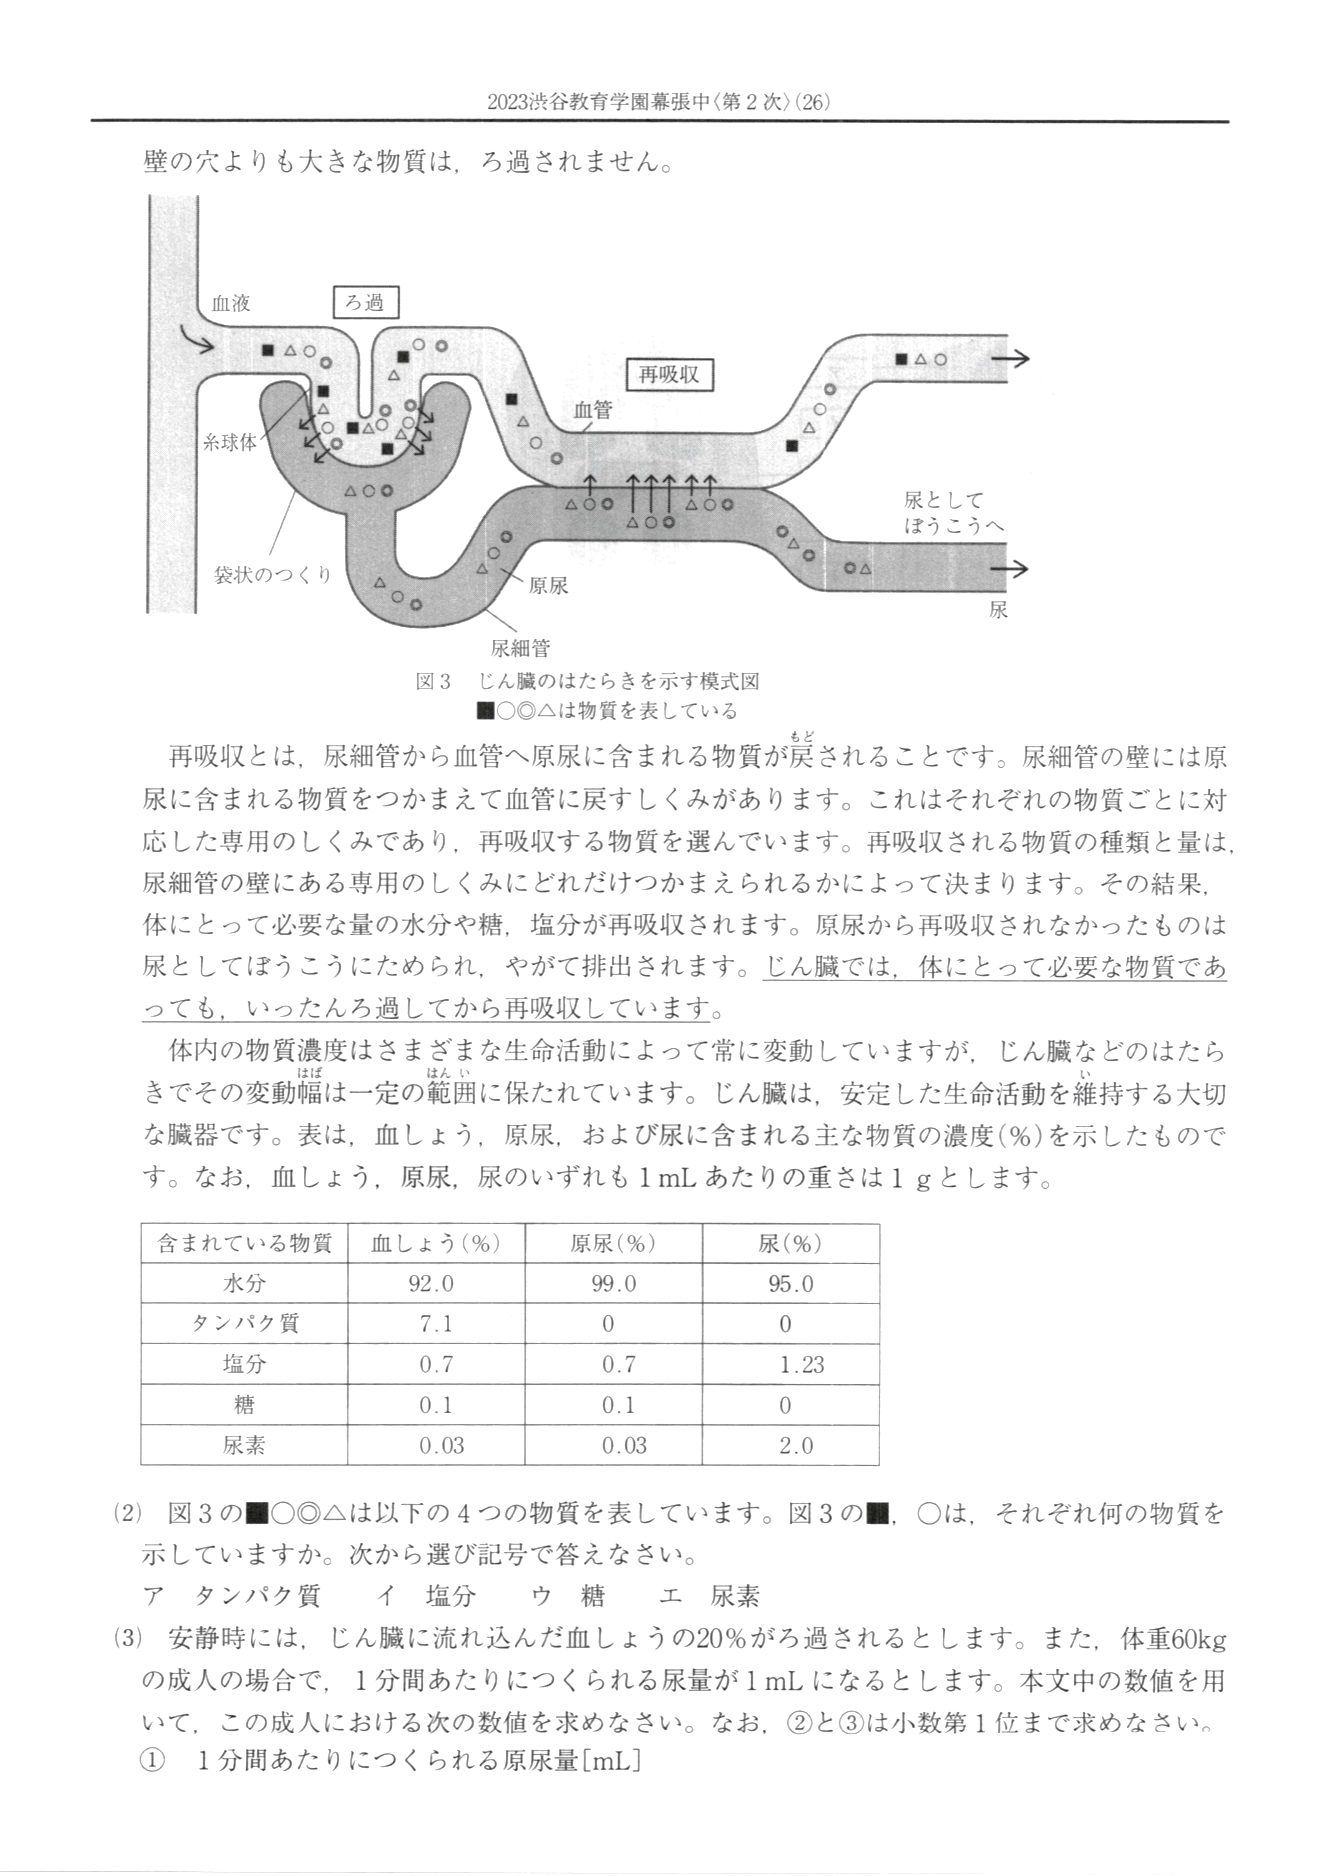 2023渋谷教育学園幕張中〈第2次〉(26)
壁の穴よりも大きな物質は，ろ過されません。
血液
ろ過
再吸収
血管
糸球体
尿として
ぼうこうへ
袋状のつくり
原尿
尿
尿細管
図3　じん臓のはたらきを示す模式図
■○◎△は物質を表している
もど
再吸収とは，尿細管から血管へ原尿に含まれる物質が戻されることです。尿細管の壁には原
尿に含まれる物質をつかまえて血管に戻すしくみがあります。これはそれぞれの物質ごとに対
応した専用のしくみであり，再吸収する物質を選んでいます。再吸収される物質の種類と量は，
尿細管の壁にある専用のしくみにどれだけつかまえられるかによって決まります。その結果，
体にとって必要な量の水分や糖，塩分が再吸収されます。原尿から再吸収されなかったものは
尿としてぼうこうにためられ，やがて排出されます。じん臓では，体にとって必要な物質であ
っても，いったんろ過してから再吸収しています。
体内の物質濃度はさまざまな生命活動によって常に変動していますが，じん臓などのはたら
はば　はん い　い
きでその変動幅は一定の範囲に保たれています。じん臓は，安定した生命活動を維持する大切
な臓器です。表は，血しょう，原尿，および尿に含まれる主な物質の濃度(％)を示したもので
す。なお，血しょう，原尿，尿のいずれも1mLあたりの重さは1gとします。
含まれている物質　血しょう(％)　原尿(％)　尿(％)
水分　92.0　99.0　95.0
タンパク質　7.1　0　0
塩分　0.7　0.7　1.23
糖　0.1　0.1　0
尿素　0.03　0.03　2.0
(2)　図3の■○◎△は以下の4つの物質を表しています。図3の■，○は，それぞれ何の物質を
示していますか。次から選び記号で答えなさい。
ア　タンパク質　イ　塩分　ウ　糖　エ　尿素
(3)　安静時には，じん臓に流れ込んだ血しょうの20％がろ過されるとします。また，体重60kg
の成人の場合で，1分間あたりにつくられる尿量が1mLになるとします。本文中の数値を用
いて，この成人における次の数値を求めなさい。なお，②と③は小数第1位まで求めなさい。
①　1分間あたりにつくられる原尿量[mL]